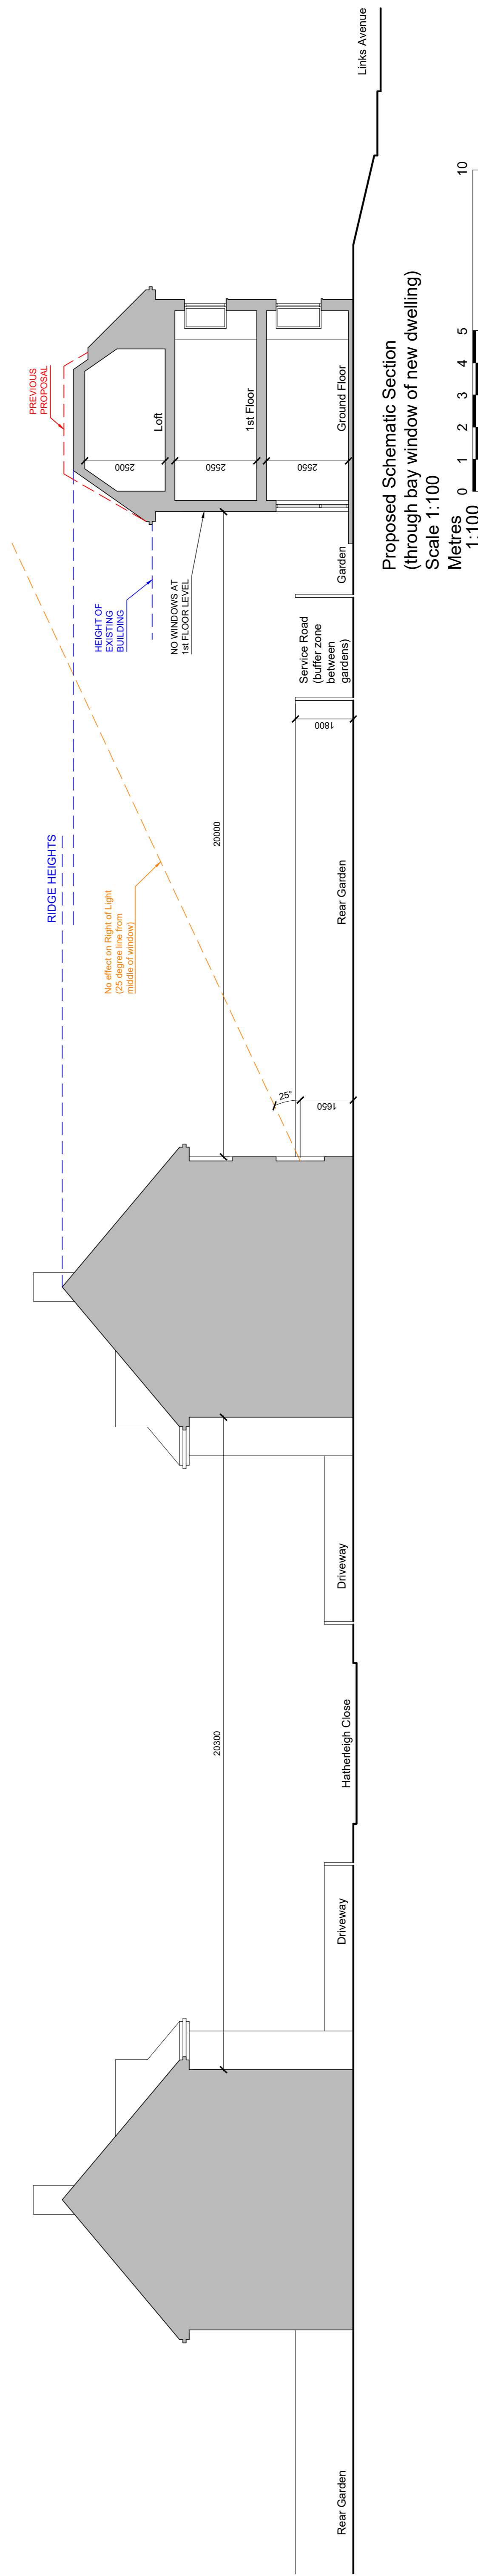 Rear Garden
Driveway
Hatherleigh Close
Driveway
20300
RIDGE HEIGHTS
No effect on Right of Light
(25 degree line from
middle of window)
25°
1650
20000
Rear Garden
1800
Service Road
(buffer zone
between
gardens)
Garden
HEIGHT OF
EXISTING
BUILDING
NO WINDOWS AT
1st FLOOR LEVEL
PREVIOUS
PROPOSAL
2500
Loft
2550
1st Floor
2550
Ground Floor
Links Avenue
Proposed Schematic Section
(through bay window of new dwelling)
Scale 1:100
Metres
0 1 2 3 4 5 10
1:100